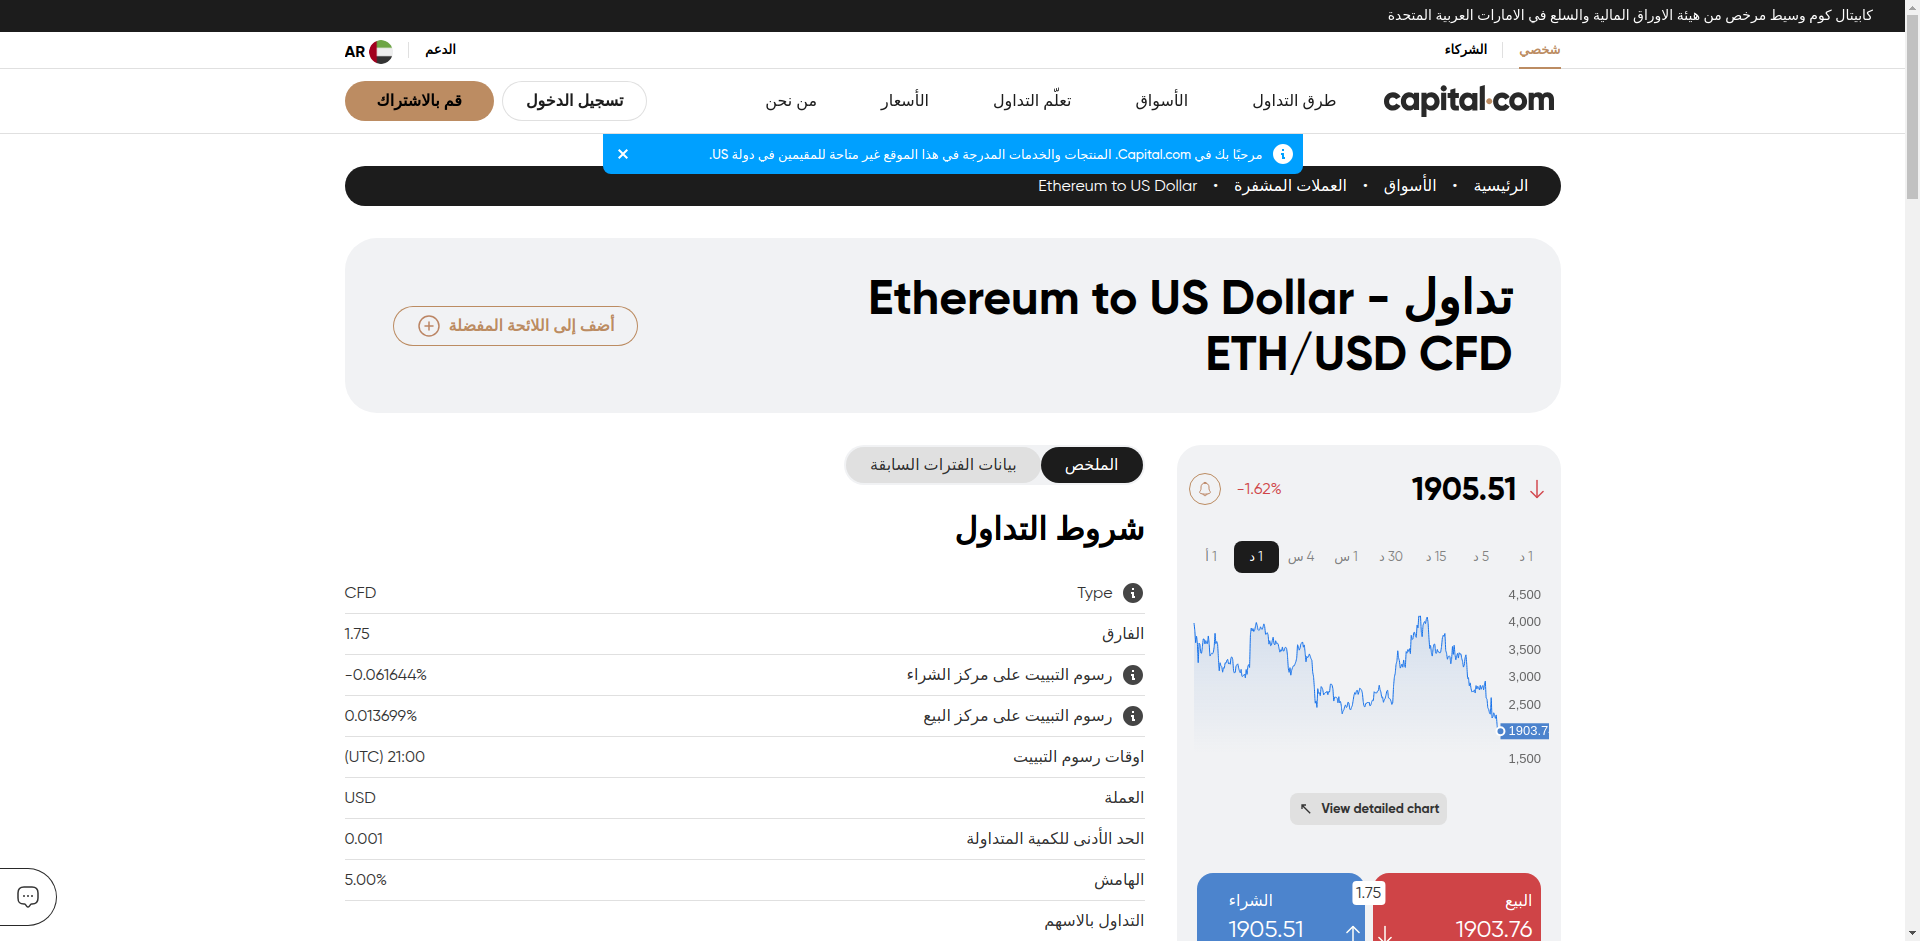 كابيتال كوم وسيط مرخص من هيئة الاوراق المالية والسلع في الامارات العربية المتحدة
شخصي
الشركاء
الدعم
AR
capital.com
طرق التداول
الأسواق
تعلّم التداول
الأسعار
من نحن
تسجيل الدخول
قم بالاشتراك
مرحبًا بك في Capital.com. المنتجات والخدمات المدرجة في هذا الموقع غير متاحة للمقيمين في دولة US.
الرئيسية • الأسواق • العملات المشفرة • Ethereum to US Dollar
تداول Ethereum to US Dollar -
ETH/USD CFD
أضف إلى اللائحة المفضلة
1905.51
-1.62%
1 د
5 د
15 د
30 د
1 س
4 س
1 د
1 أ
4,500
4,000
3,500
3,000
2,500
1903.7
1,500
View detailed chart
البيع
1903.76
1.75
الشراء
1905.51
الملخص
بيانات الفترات السابقة
شروط التداول
Type
CFD
الفارق
1.75
رسوم التبييت على مركز الشراء
-0.061644%
رسوم التبييت على مركز البيع
0.013699%
اوقات رسوم التبييت
21:00 (UTC)
العملة
USD
الحد الأدنى للكمية المتداولة
0.001
الهامش
5.00%
التداول بالاسهم